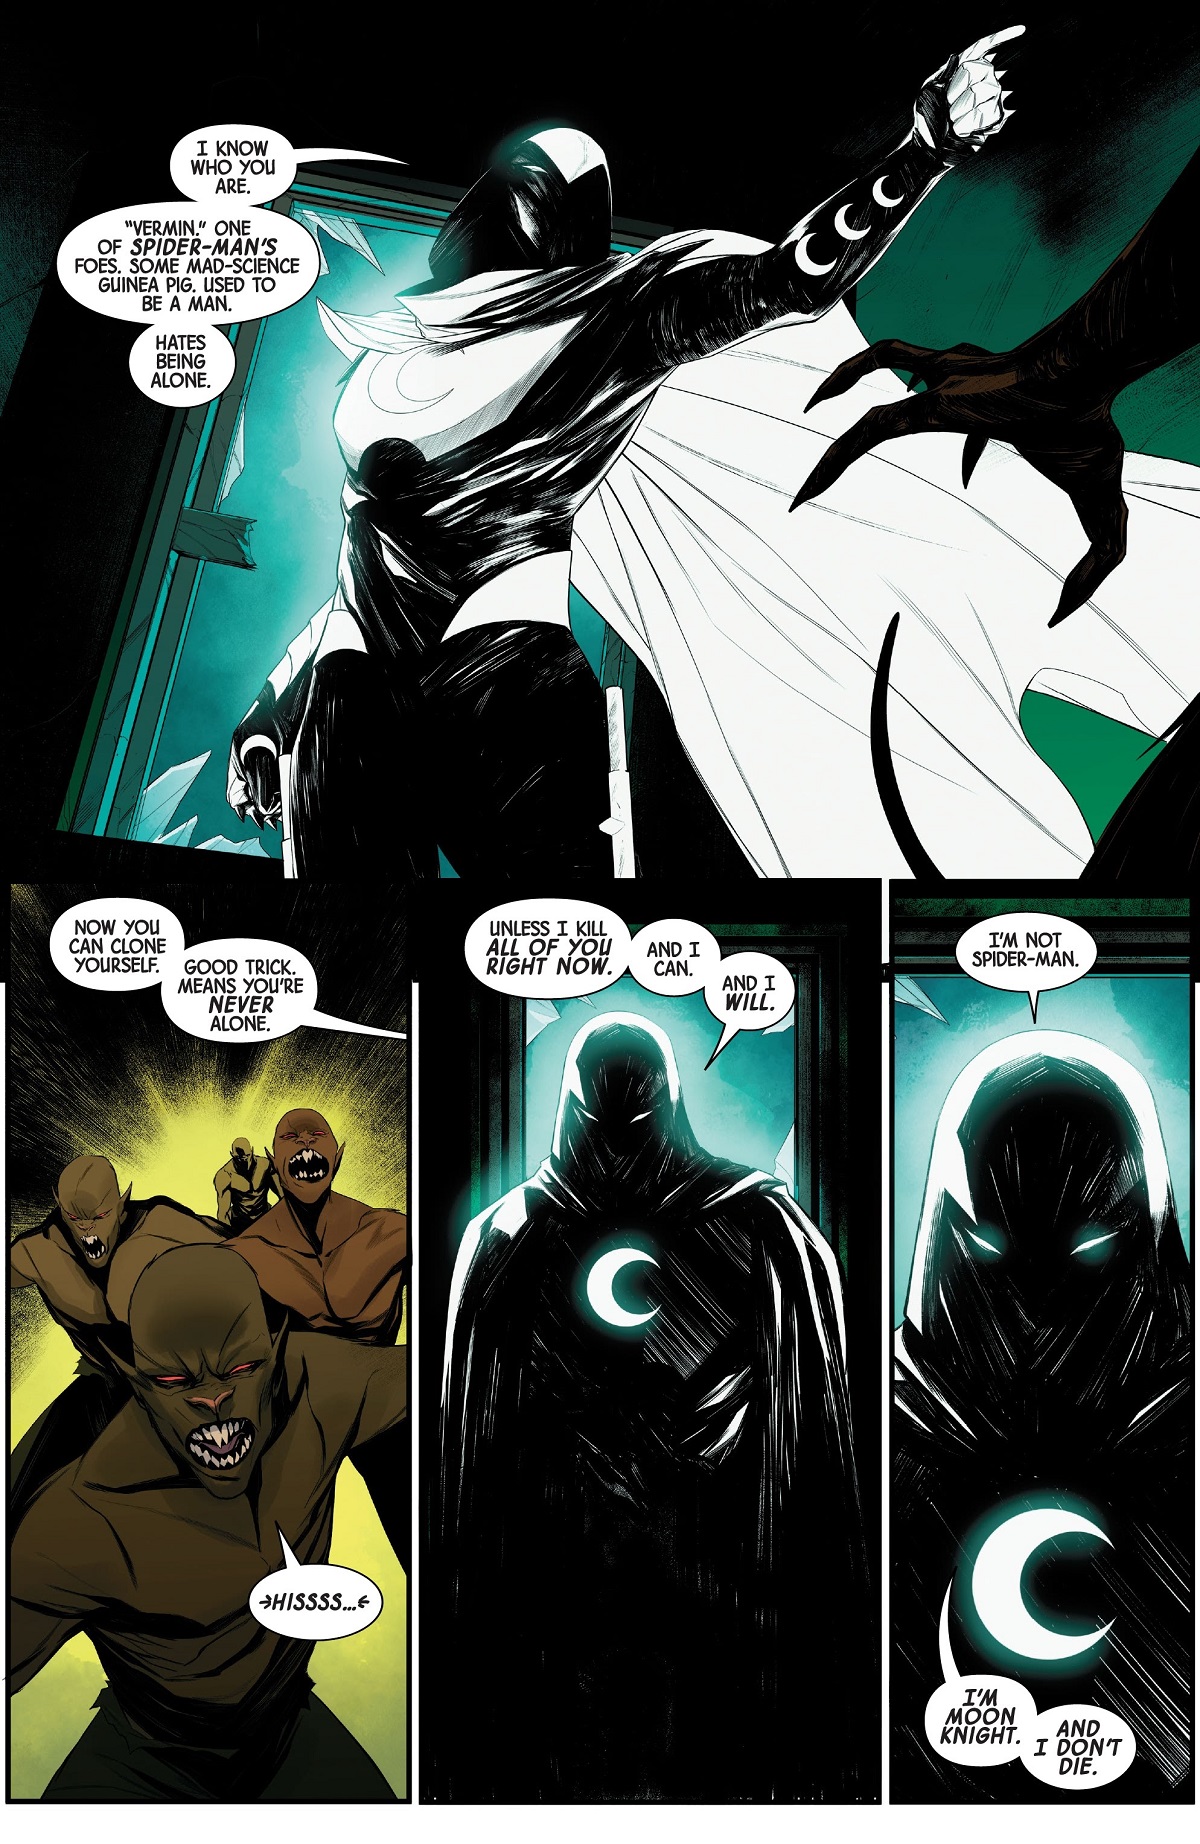 I KNOW
WHO YOU
ARE.
"VERMIN." ONE
OF SPIDER-MAN'S
FOES. SOME MAD-SCIENCE
GUINEA PIG. USED TO
BE A MAN.
HATES
BEING
ALONE.
NOW YOU
CAN CLONE
YOURSELF.
GOOD TRICK.
MEANS YOU'RE
NEVER
ALONE.
HISSSS...
UNLESS I KILL
ALL OF YOU
RIGHT NOW.
AND I
CAN.
AND I
WILL.
I'M NOT
SPIDER-MAN.
I'M
MOON
KNIGHT.
AND
I DON'T
DIE.